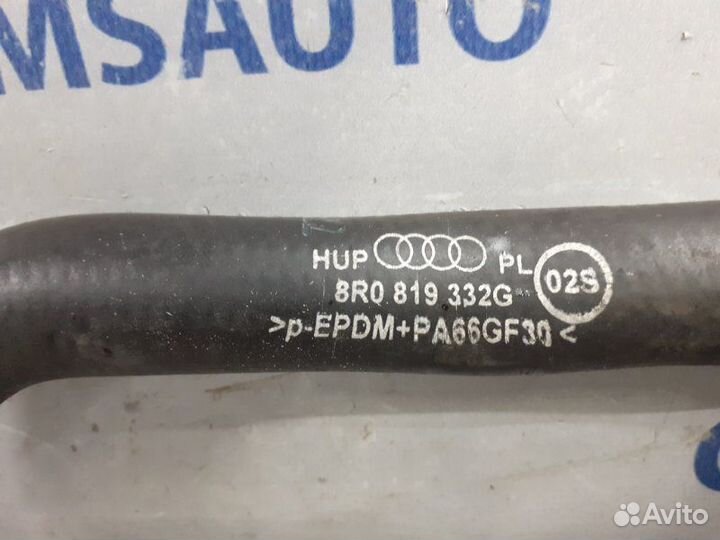 MSAUTO
HUP PL 02S
8R0 819 332G
>p-EPDM+PA66GF30<
Avito